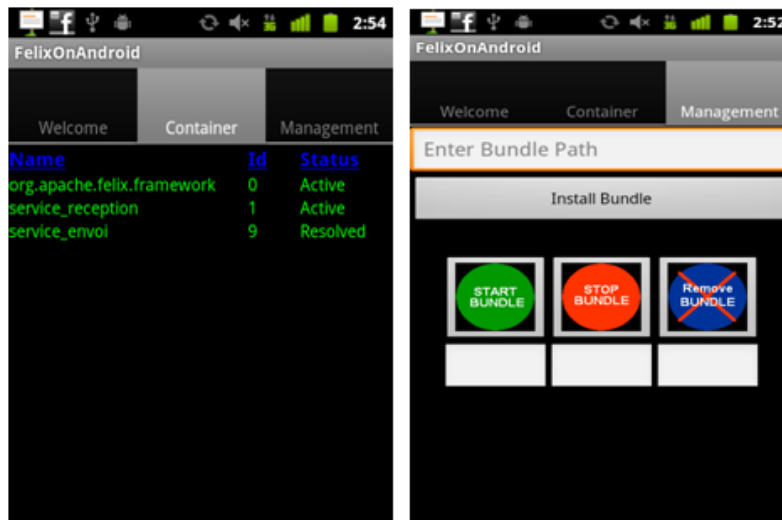 2:54
FelixOnAndroid
Welcome Container Management
Name Id Status
org.apache.felix.framework 0 Active
service_reception 1 Active
service_envoi 9 Resolved
2:52
FelixOnAndroid
Welcome Container Management
Enter Bundle Path
Install Bundle
START BUNDLE
STOP BUNDLE
Remove BUNDLE